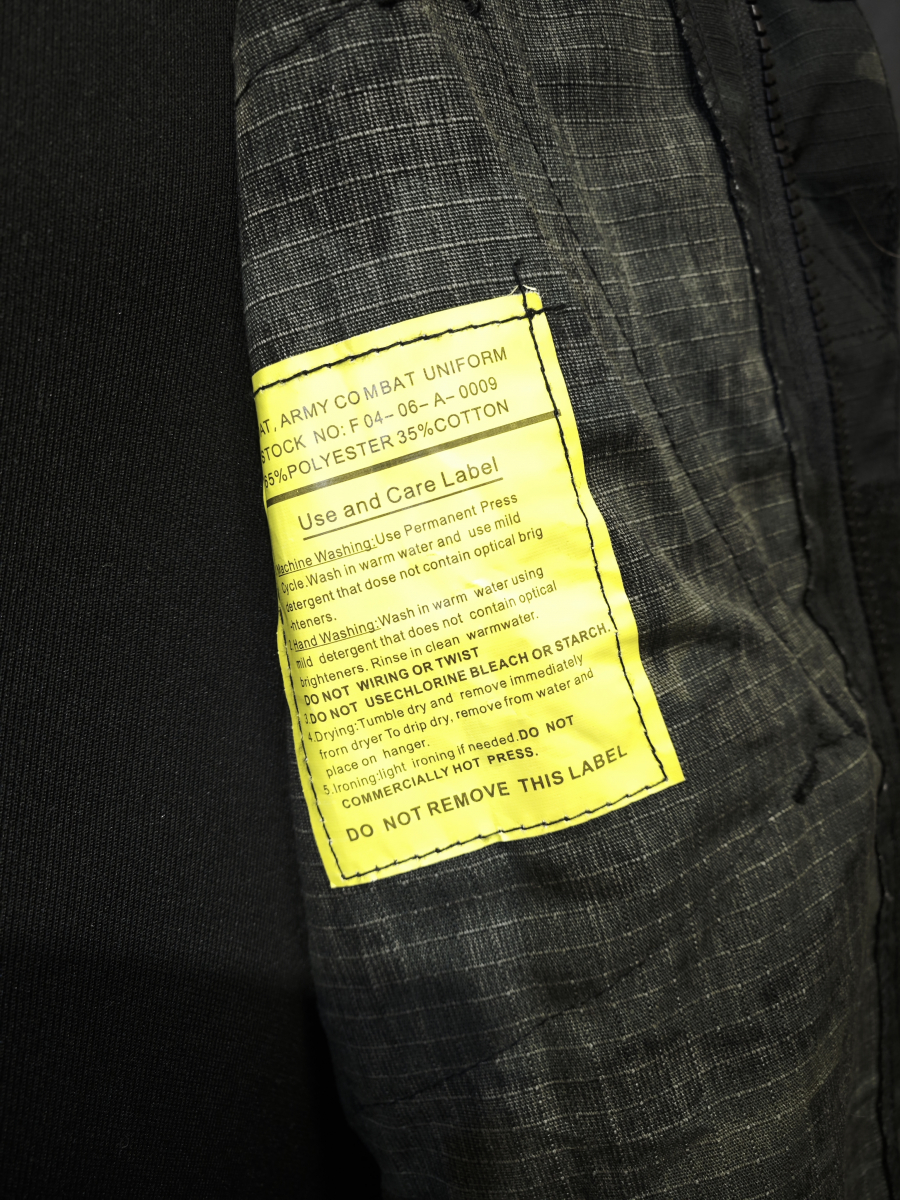 AT, ARMY COMBAT UNIFORM
STOCK NO: F 04– 06– A– 0009
65%POLYESTER 35%COTTON
Use and Care Label
Machine Washing:Use Permanent Press
Cycle.Wash in warm water and use mild
detergent that dose not contain optical brig
-hteners.
Hand Washing:Wash in warm water using
mild detergent that does not contain optical
brighteners. Rinse in clean warmwater.
DO NOT WIRING OR TWIST
3.DO NOT USECHLORINE BLEACH OR STARCH.
4.Drying:Tumble dry and remove immediately
from dryer To drip dry, remove from water and
place on hanger.
5.Ironing:light ironing if needed.DO NOT
COMMERCIALLY HOT PRESS.
DO NOT REMOVE THIS LABEL